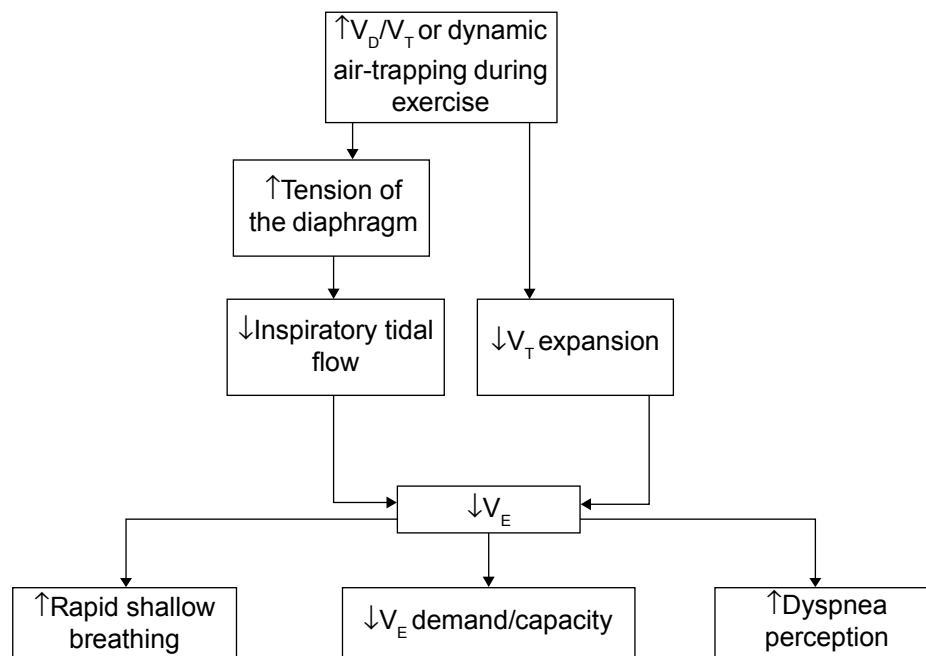 ↑V_D/V_T or dynamic
air-trapping during
exercise
↑Tension of
the diaphragm
↓Inspiratory tidal
flow
↓V_T expansion
↓V_E
↑Rapid shallow
breathing
↓V_E demand/capacity
↑Dyspnea
perception